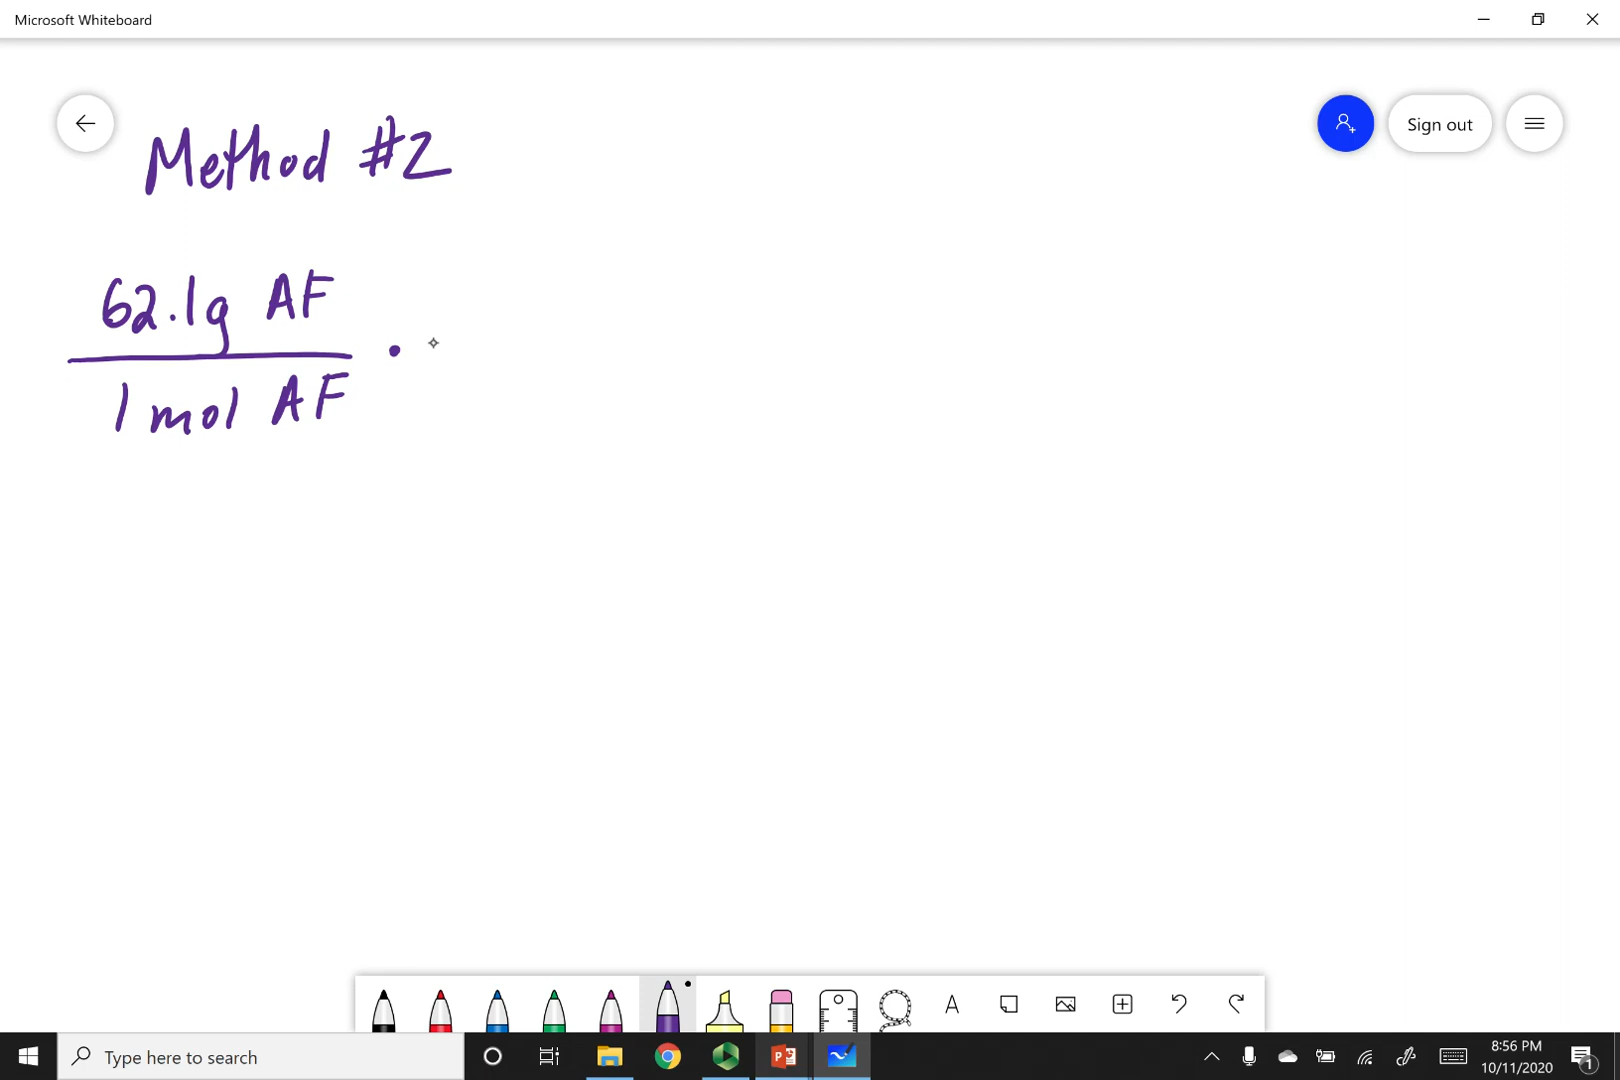 Microsoft Whiteboard
Sign out
Method #2
62.1g AF
1 mol AF
.
A
Type here to search
8:56 PM
10/11/2020
1